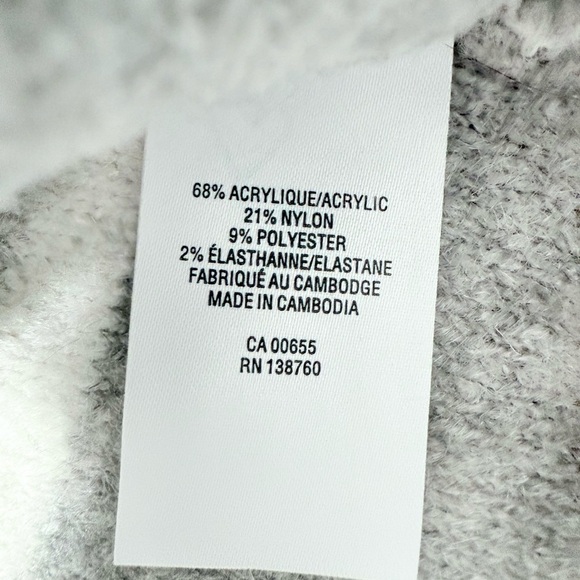 68% ACRYLIQUE/ACRYLIC
21% NYLON
9% POLYESTER
2% ÉLASTHANNE/ELASTANE
FABRIQUÉ AU CAMBODGE
MADE IN CAMBODIA
CA 00655
RN 138760